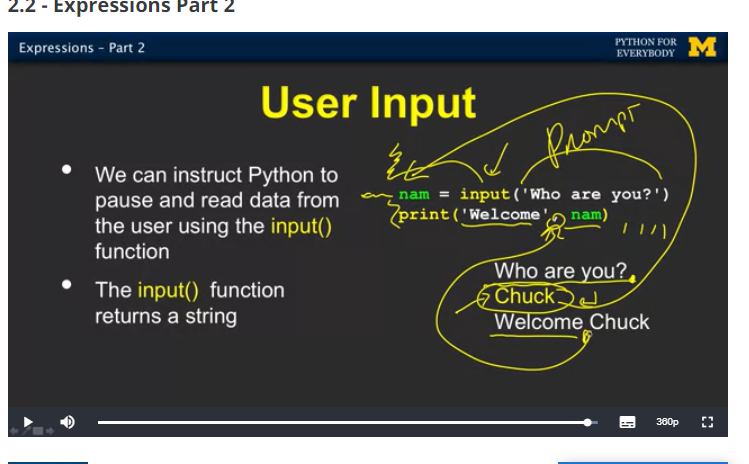 2.2 - Expressions Part 2
Expressions – Part 2
PYTHON FOR
EVERYBODY
M
User Input
Prompt
• We can instruct Python to
pause and read data from
the user using the input()
function
• The input() function
returns a string
nam = input('Who are you?')
print('Welcome', nam)
Who are you?
Chuck
Welcome Chuck
360p